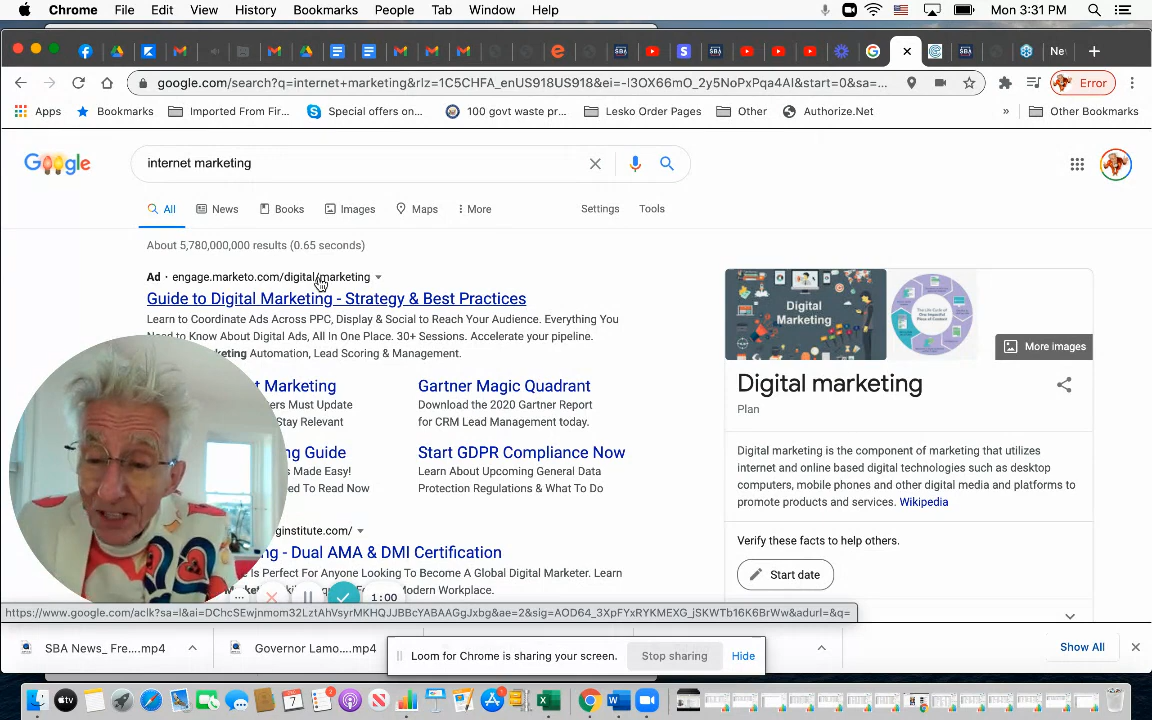 Chrome File Edit View History Bookmarks People Tab Window Help Mon 3:31 PM
SBA SBA SBA Nev
google.com/search?q=internet+marketing&rlz=1C5CHFA_enUS918US918&ei=-I3OX66mO_2y5NoPxPqa4AI&start=0&sa=... Error
Apps Bookmarks Imported From Fir... Special offers on... 100 govt waste pr... Lesko Order Pages Other Authorize.Net » Other Bookmarks
Google internet marketing
All News Books Images Maps More Settings Tools
About 5,780,000,000 results (0.65 seconds)
Ad · engage.marketo.com/digital/marketing
Guide to Digital Marketing - Strategy & Best Practices
Learn to Coordinate Ads Across PPC, Display & Social to Reach Your Audience. Everything You
Need to Know About Digital Ads, All In One Place. 30+ Sessions. Accelerate your pipeline.
keting Automation, Lead Scoring & Management.
t Marketing
ers Must Update
Stay Relevant
Gartner Magic Quadrant
Download the 2020 Gartner Report
for CRM Lead Management today.
ng Guide
s Made Easy!
ed To Read Now
Start GDPR Compliance Now
Learn About Upcoming General Data
Protection Regulations & What To Do
ginstitute.com/
ng - Dual AMA & DMI Certification
e Is Perfect For Anyone Looking To Become A Global Digital Marketer. Learn
Modern Workplace.
Digital Marketing
More images
Digital marketing
Plan
Digital marketing is the component of marketing that utilizes
internet and online based digital technologies such as desktop
computers, mobile phones and other digital media and platforms to
promote products and services. Wikipedia
Verify these facts to help others.
Start date
1:00
https://www.google.com/aclk?sa=l&ai=DChcSEwjnmom32LztAhVsyrMKHQJJBBcYABAAGgJxbg&ae=2&sig=AOD64_3XpFYxRYKMEXG_jSKWTb16K6BrWw&adurl=&q=
SBA News_ Fre....mp4 Governor Lamo....mp4 Show All
Loom for Chrome is sharing your screen. Stop sharing Hide